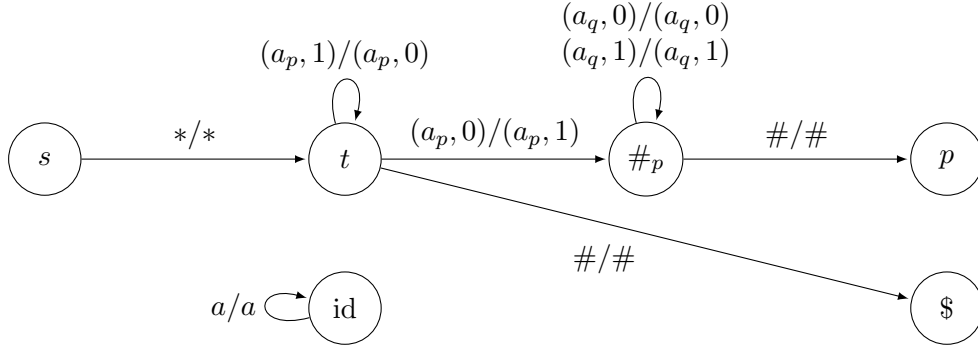 (a_p, 1)/(a_p, 0)
(a_q, 0)/(a_q, 0)
(a_q, 1)/(a_q, 1)
s
∗/∗
t
(a_p, 0)/(a_p, 1)
#_p
#/#
p
#/#
a/a
id
$